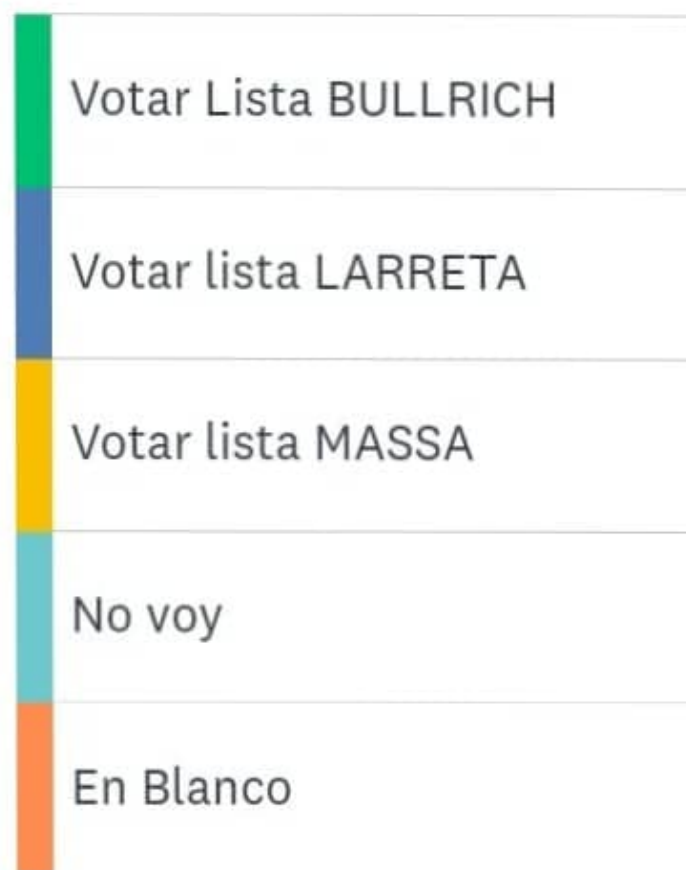 Votar Lista BULLRICH
Votar lista LARRETA
Votar lista MASSA
No voy
En Blanco